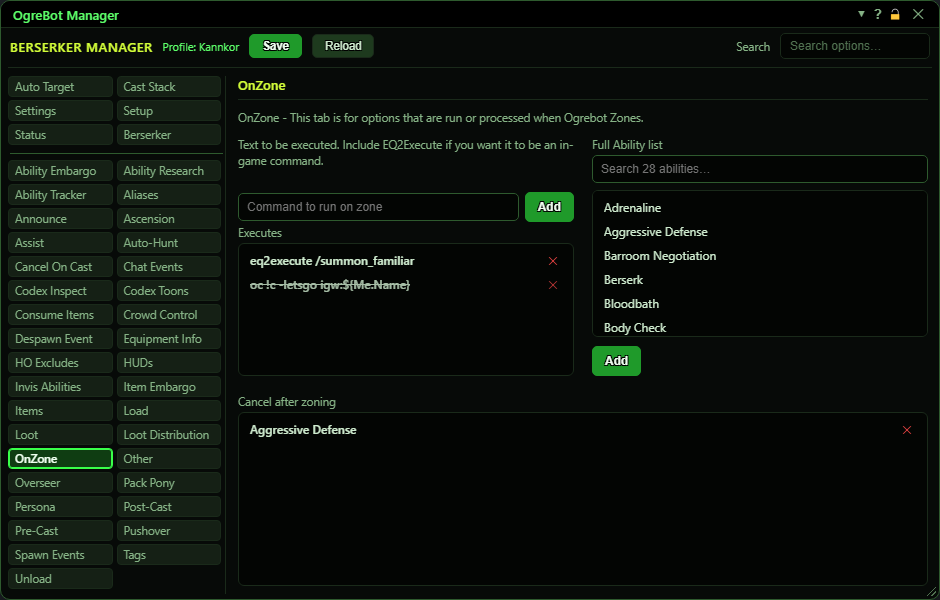 OgreBot Manager
?
BERSERKER MANAGER Profile: Kannkor Save Reload Search Search options...
Auto Target Cast Stack
Settings Setup
Status Berserker
Ability Embargo Ability Research
Ability Tracker Aliases
Announce Ascension
Assist Auto-Hunt
Cancel On Cast Chat Events
Codex Inspect Codex Toons
Consume Items Crowd Control
Despawn Event Equipment Info
HO Excludes HUDs
Invis Abilities Item Embargo
Items Load
Loot Loot Distribution
OnZone Other
Overseer Pack Pony
Persona Post-Cast
Pre-Cast Pushover
Spawn Events Tags
Unload
OnZone
OnZone - This tab is for options that are run or processed when Ogrebot Zones.
Text to be executed. Include EQ2Execute if you want it to be an in-
game command.
Command to run on zone Add
Executes
eq2execute /summon_familiar
oc !c -letsgo igw:${Me.Name}
Full Ability list
Search 28 abilities...
Adrenaline
Aggressive Defense
Barroom Negotiation
Berserk
Bloodbath
Body Check
Add
Cancel after zoning
Aggressive Defense